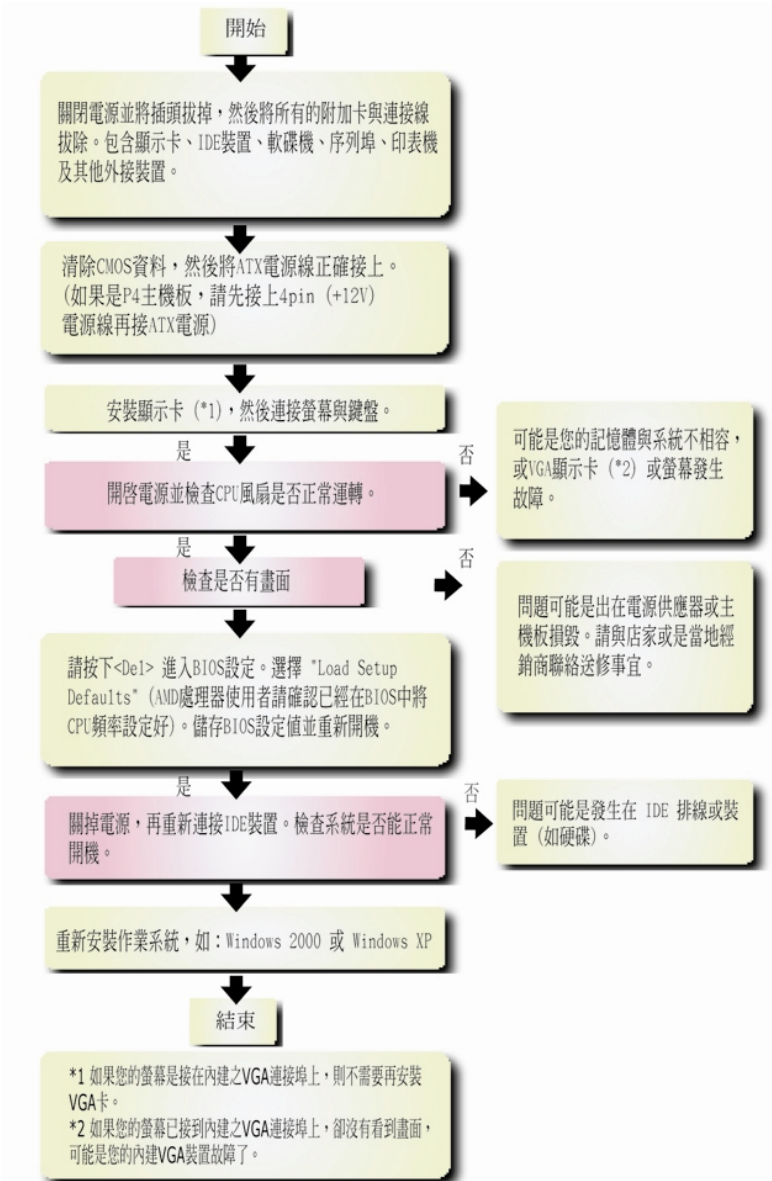 開始
關閉電源並將插頭拔掉，然後將所有的附加卡與連接線
拔除。包含顯示卡、IDE裝置、軟碟機、序列埠、印表機
及其他外接裝置。
清除CMOS資料，然後將ATX電源線正確接上。
(如果是P4主機板，請先接上4pin (+12V)
電源線再接ATX電源)
安裝顯示卡 (*1)，然後連接螢幕與鍵盤。
是
否
開啓電源並檢查CPU風扇是否正常運轉。
可能是您的記憶體與系統不相容，
或VGA顯示卡 (*2) 或螢幕發生
故障。
是
否
檢查是否有畫面
問題可能是出在電源供應器或主
機板損毀。請與店家或是當地經
銷商聯絡送修事宜。
請按下<Del> 進入BIOS設定。選擇 "Load Setup
Defaults" (AMD處理器使用者請確認已經在BIOS中將
CPU頻率設定好)。儲存BIOS設定值並重新開機。
是
否
關掉電源，再重新連接IDE裝置。檢查系統是否能正常
開機。
問題可能是發生在 IDE 排線或裝
置 (如硬碟)。
重新安裝作業系統，如：Windows 2000 或 Windows XP
結束
*1 如果您的螢幕是接在內建之VGA連接埠上，則不需要再安裝
VGA卡。
*2 如果您的螢幕已接到內建之VGA連接埠上，卻沒有看到畫面，
可能是您的內建VGA裝置故障了。